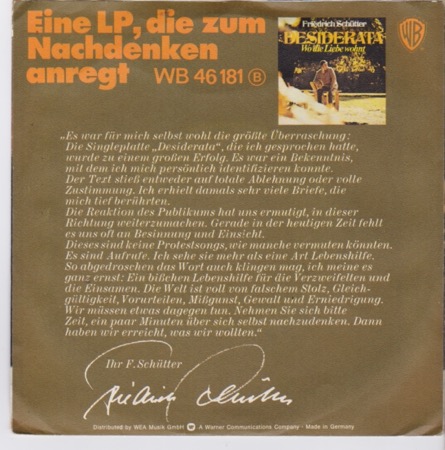 Eine LP, die zum
Nachdenken
anregt WB 46 181 Ⓑ
Friedrich Schütter
DESIDERATA
Wo die Liebe wohnt
WB
„Es war für mich selbst wohl die größte Überraschung:
Die Singleplatte „Desiderata“, die ich gesprochen hatte,
wurde zu einem großen Erfolg. Es war ein Bekenntnis,
mit dem ich mich persönlich identifizieren konnte.
Der Text stieß entweder auf totale Ablehnung oder volle
Zustimmung. Ich erhielt damals sehr viele Briefe, die
mich tief berührten.
Die Reaktion des Publikums hat uns ermutigt, in dieser
Richtung weiterzumachen. Gerade in der heutigen Zeit fehlt
es uns oft an Besinnung und Einsicht.
Dieses sind keine Protestsongs, wie manche vermuten könnten.
Es sind Aufrufe. Ich sehe sie mehr als eine Art Lebenshilfe.
So abgedroschen das Wort auch klingen mag, ich meine es
ganz ernst: Ein bißchen Lebenshilfe für die Verzweifelten und
die Einsamen. Die Welt ist voll von falschem Stolz, Gleich-
gültigkeit, Vorurteilen, Mißgunst, Gewalt und Erniedrigung.
Wir müssen etwas dagegen tun. Nehmen Sie sich bitte
Zeit, ein paar Minuten über sich selbst nachzudenken. Dann
haben wir erreicht, was wir wollten.“
Ihr F. Schütter
Friedrich Schütter
Distributed by WEA Musik GmbH A Warner Communications Company · Made in Germany